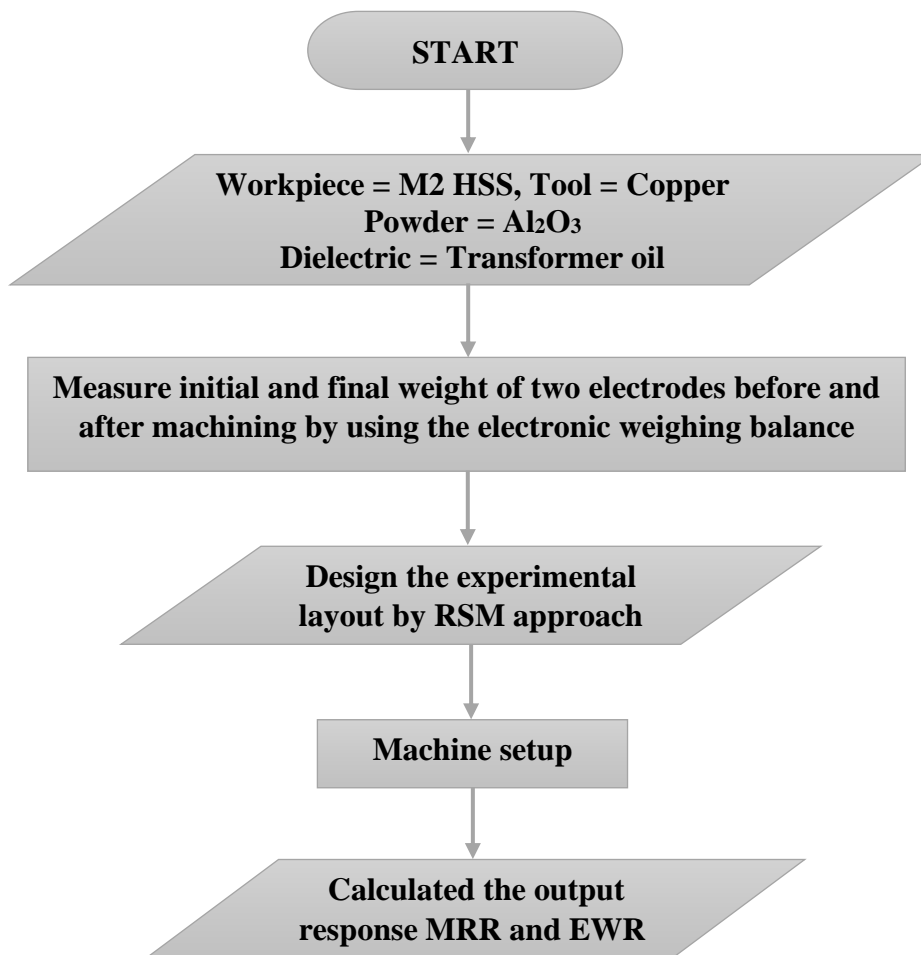 START
Workpiece = M2 HSS, Tool = Copper
Powder = Al₂O₃
Dielectric = Transformer oil
Measure initial and final weight of two electrodes before and
after machining by using the electronic weighing balance
Design the experimental
layout by RSM approach
Machine setup
Calculated the output
response MRR and EWR